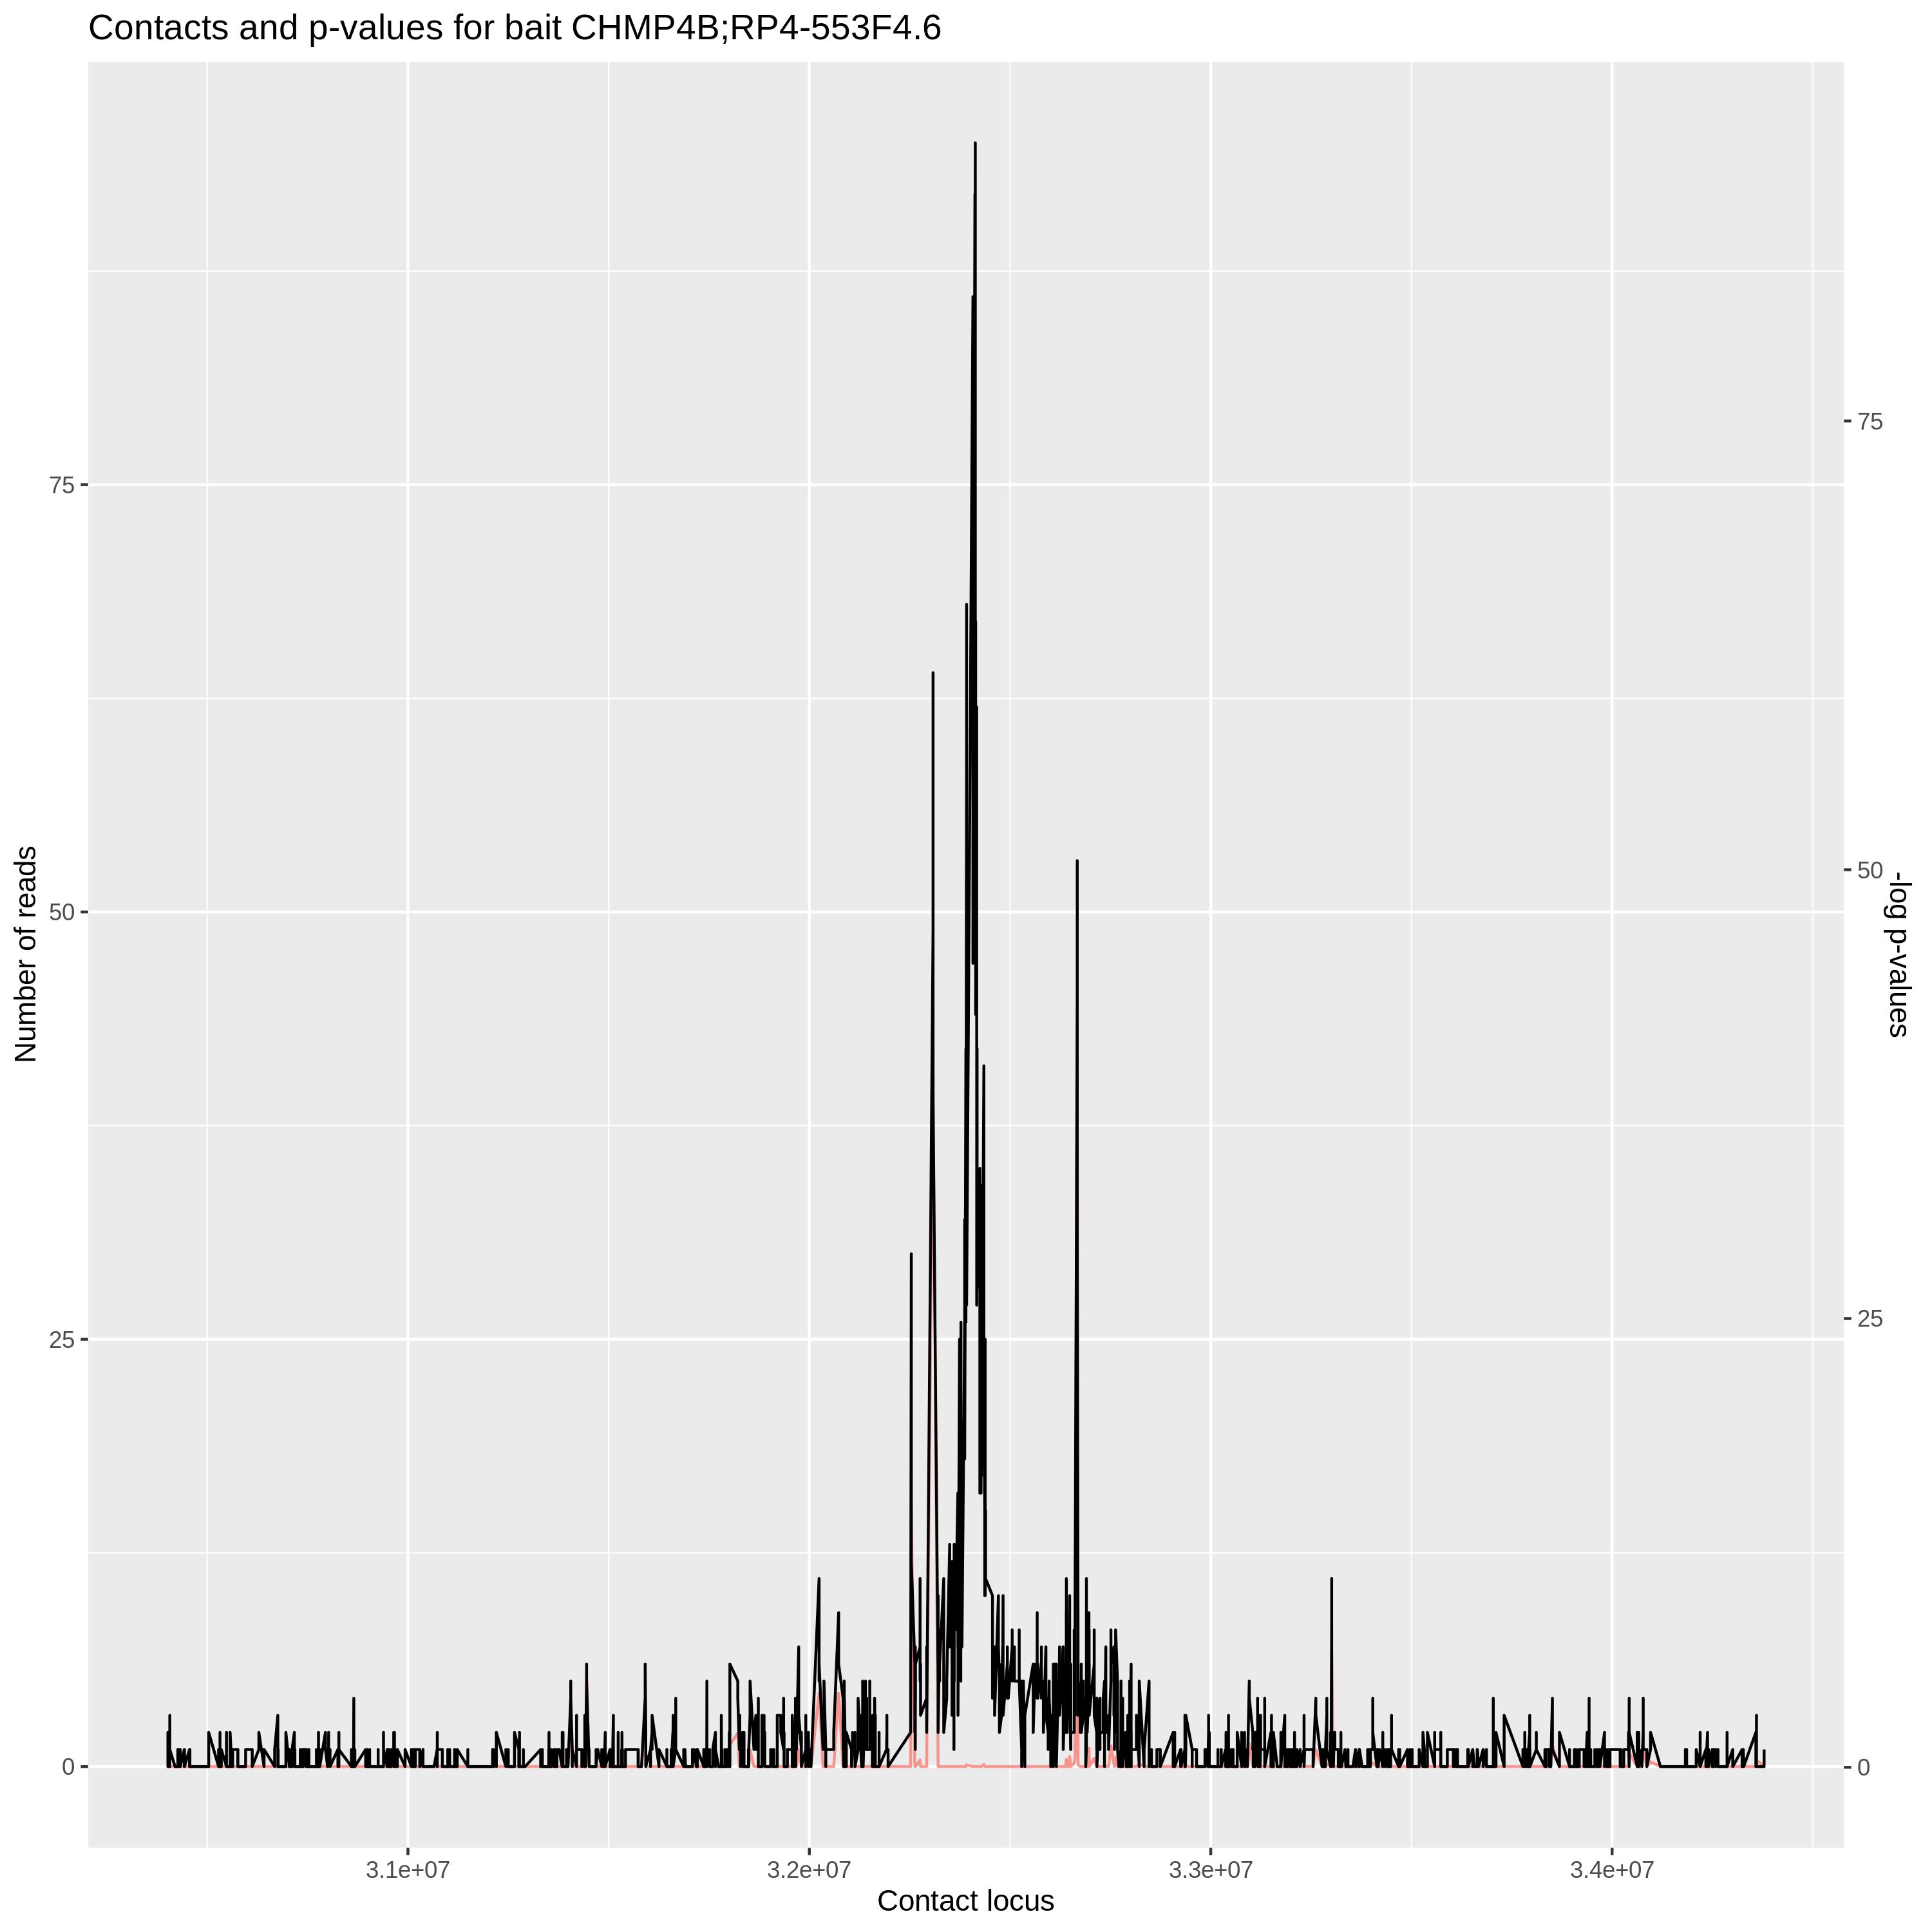 Contacts and p-values for bait CHMP4B;RP4-553F4.6
75
50
25
0
Number of reads
75
50
25
0
-log p-values
3.1e+07 3.2e+07 3.3e+07 3.4e+07
Contact locus